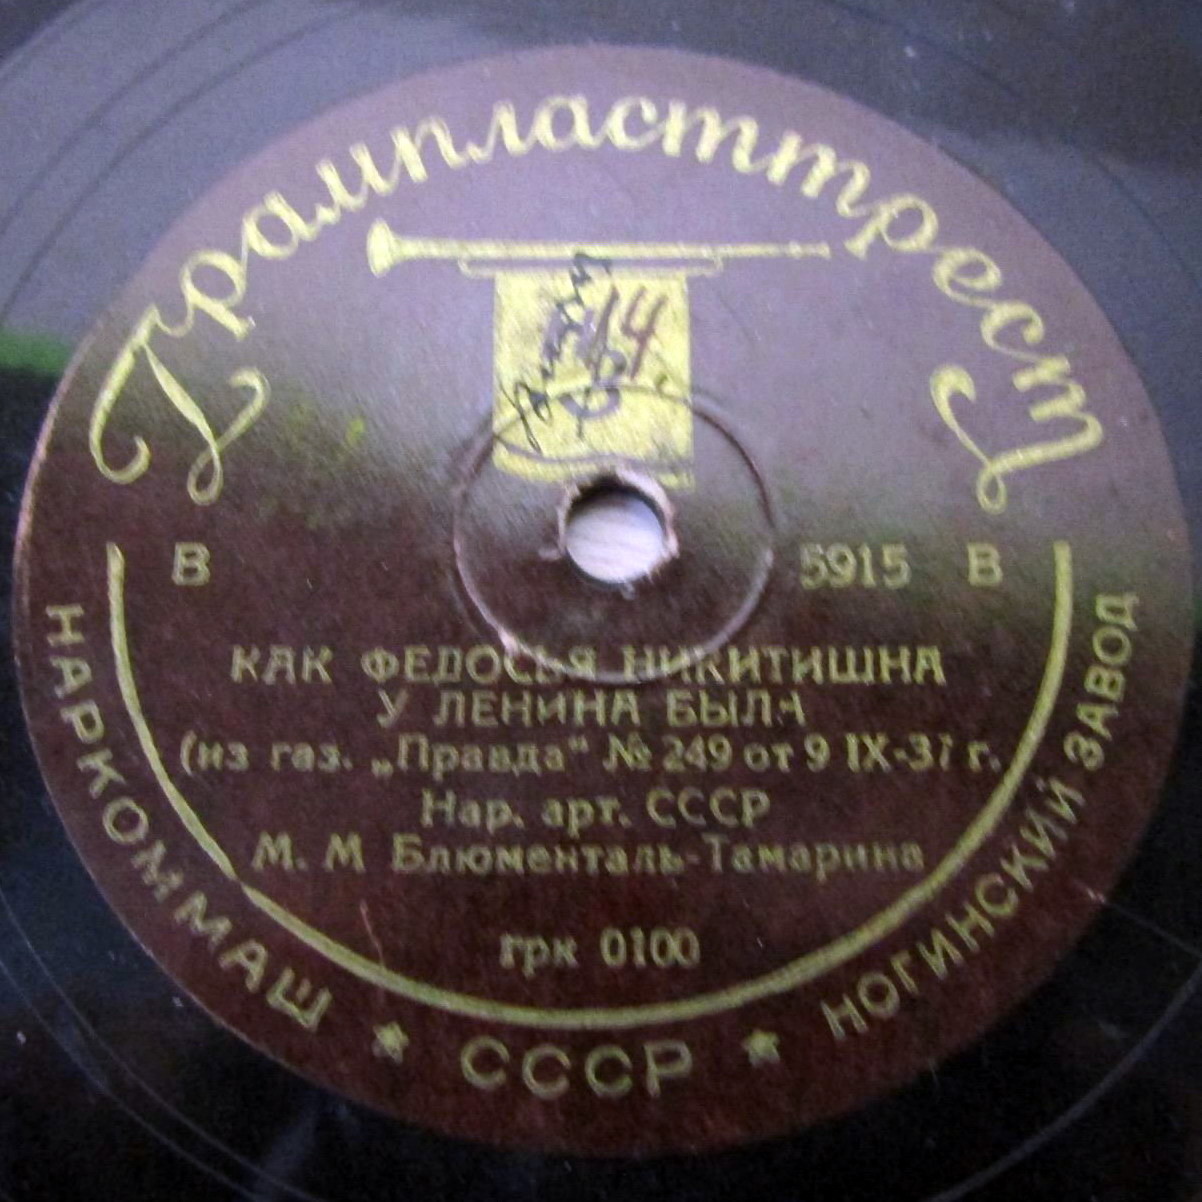 Грампласттрест
14
В 5915 В
КАК ФЕДОСЬЯ НИКИТИШНА
У ЛЕНИНА БЫЛА
(из газ. „Правда“ № 249 от 9 IX-37 г.
Нар. арт. СССР
М. М Блюменталь-Тамарина
грк 0100
НАРКОММАШ ★ СССР ★ НОГИНСКИЙ ЗАВОД